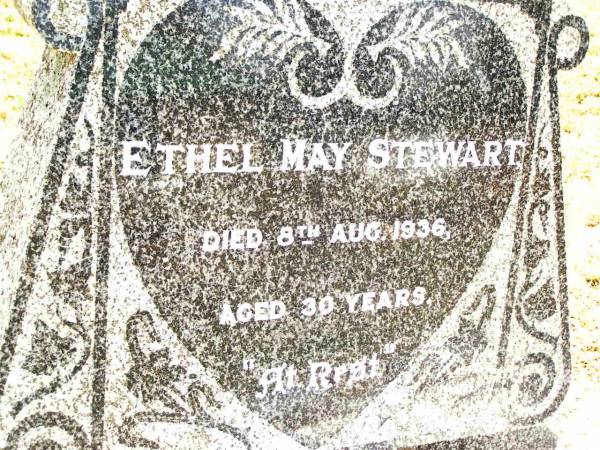 ETHEL MAY STEWART
DIED 8TH AUG. 1936,
AGED 30 YEARS.
"At Rest"